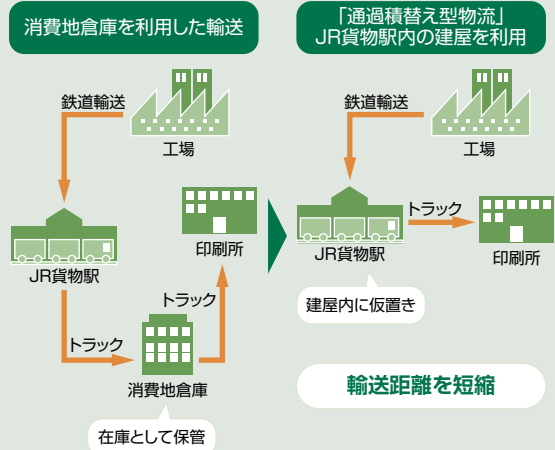 消費地倉庫を利用した輸送
鉄道輸送
工場
JR貨物駅
トラック
消費地倉庫
在庫として保管
トラック
印刷所
「通過積替え型物流」
JR貨物駅内の建屋を利用
鉄道輸送
工場
JR貨物駅
建屋内に仮置き
トラック
印刷所
輸送距離を短縮